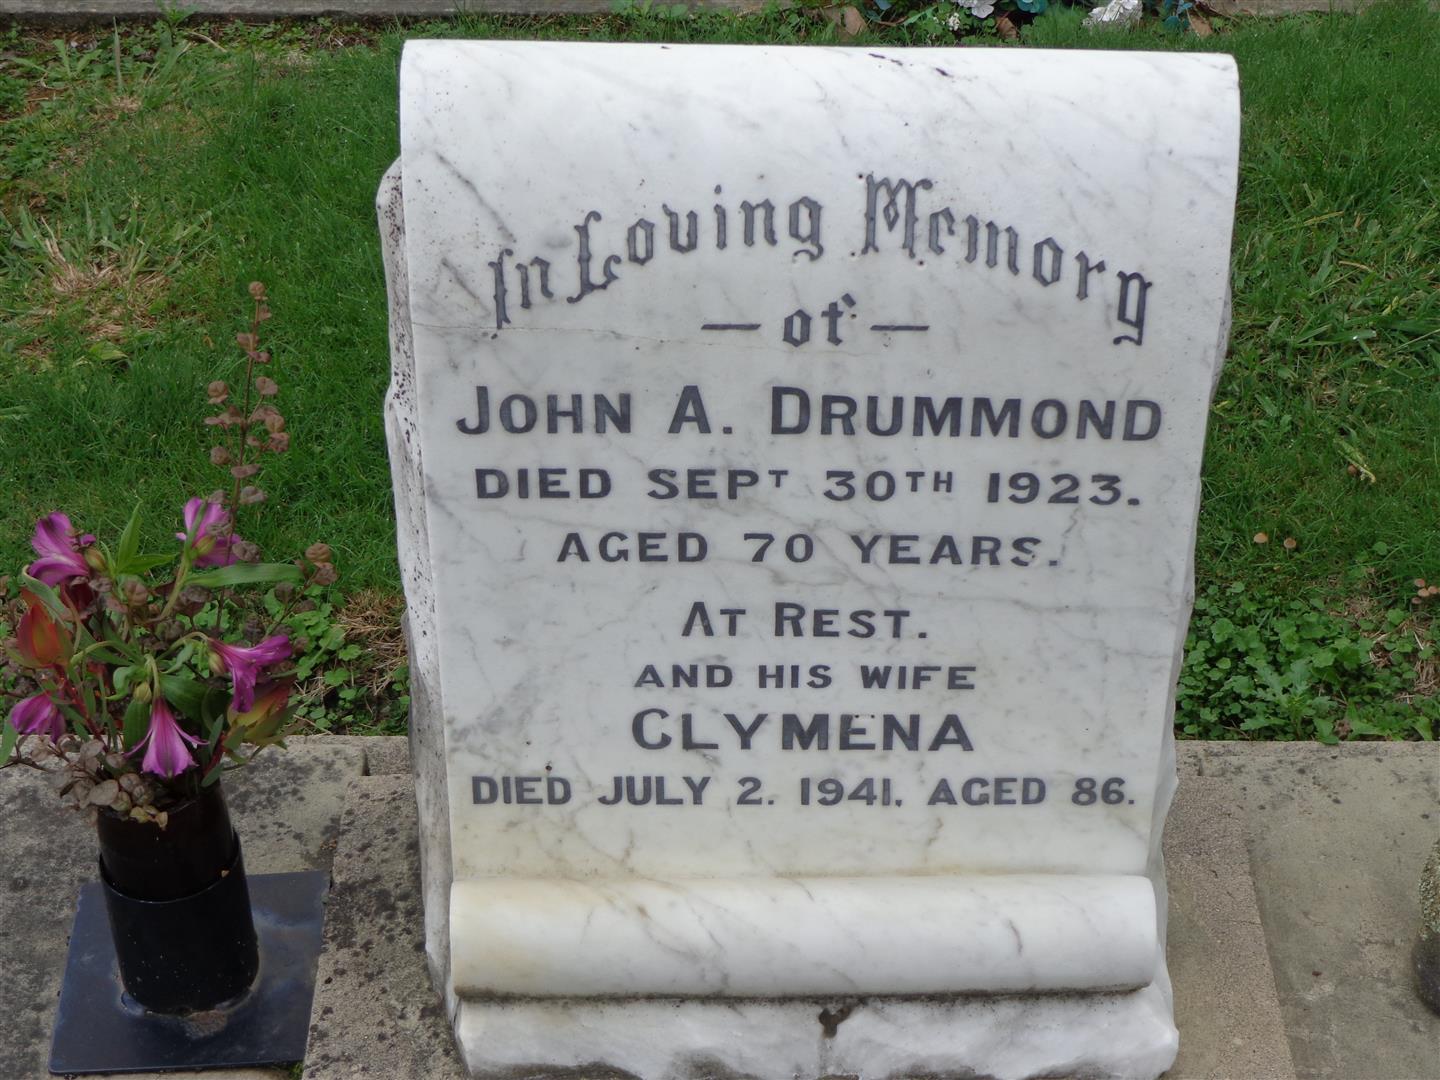 In Loving Memory
— of —
JOHN A. DRUMMOND
DIED SEPT 30TH 1923.
AGED 70 YEARS.
AT REST.
AND HIS WIFE
CLYMENA
DIED JULY 2. 1941, AGED 86.